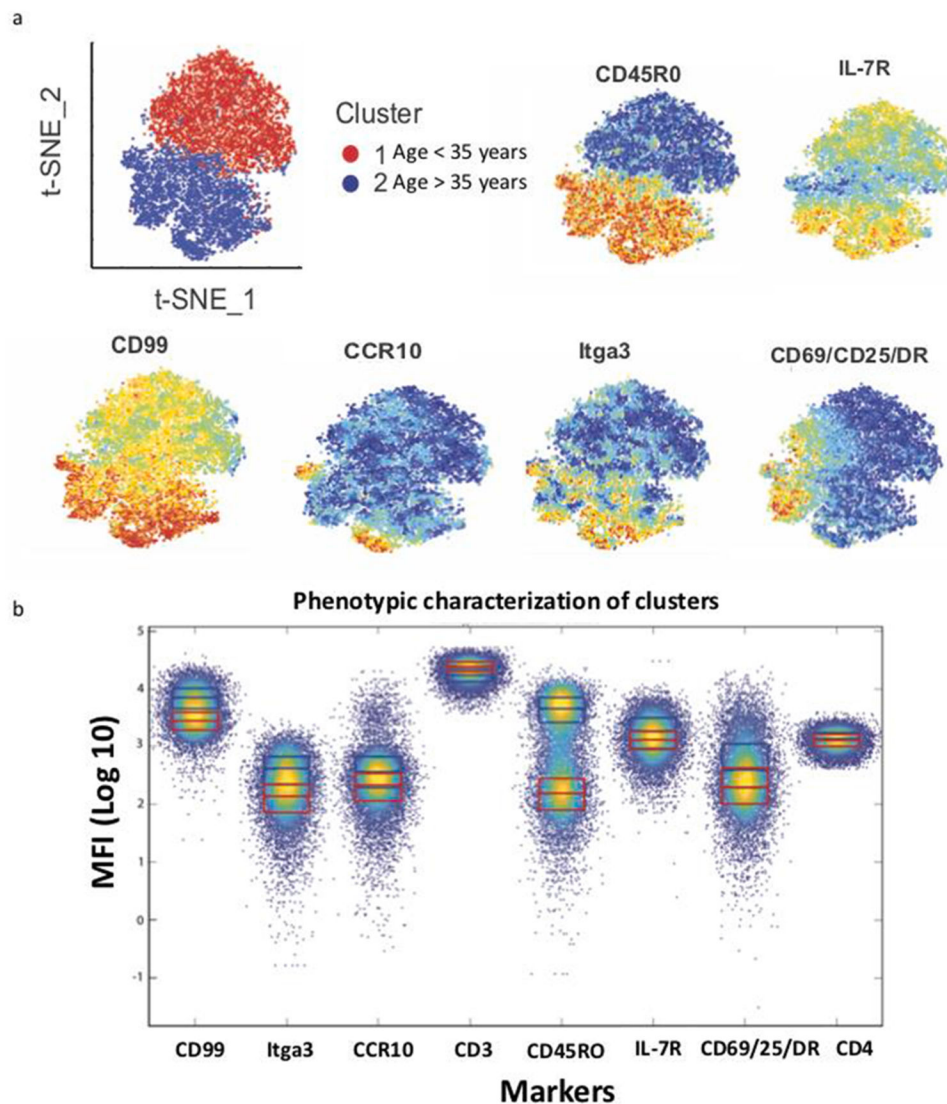 a
t-SNE_2
t-SNE_1
Cluster
1 Age < 35 years
2 Age > 35 years
CD45R0
IL-7R
CD99
CCR10
Itga3
CD69/CD25/DR
b
Phenotypic characterization of clusters
MFI (Log 10)
5
4
3
2
1
0
-1
CD99 Itga3 CCR10 CD3 CD45RO IL-7R CD69/25/DR CD4
Markers